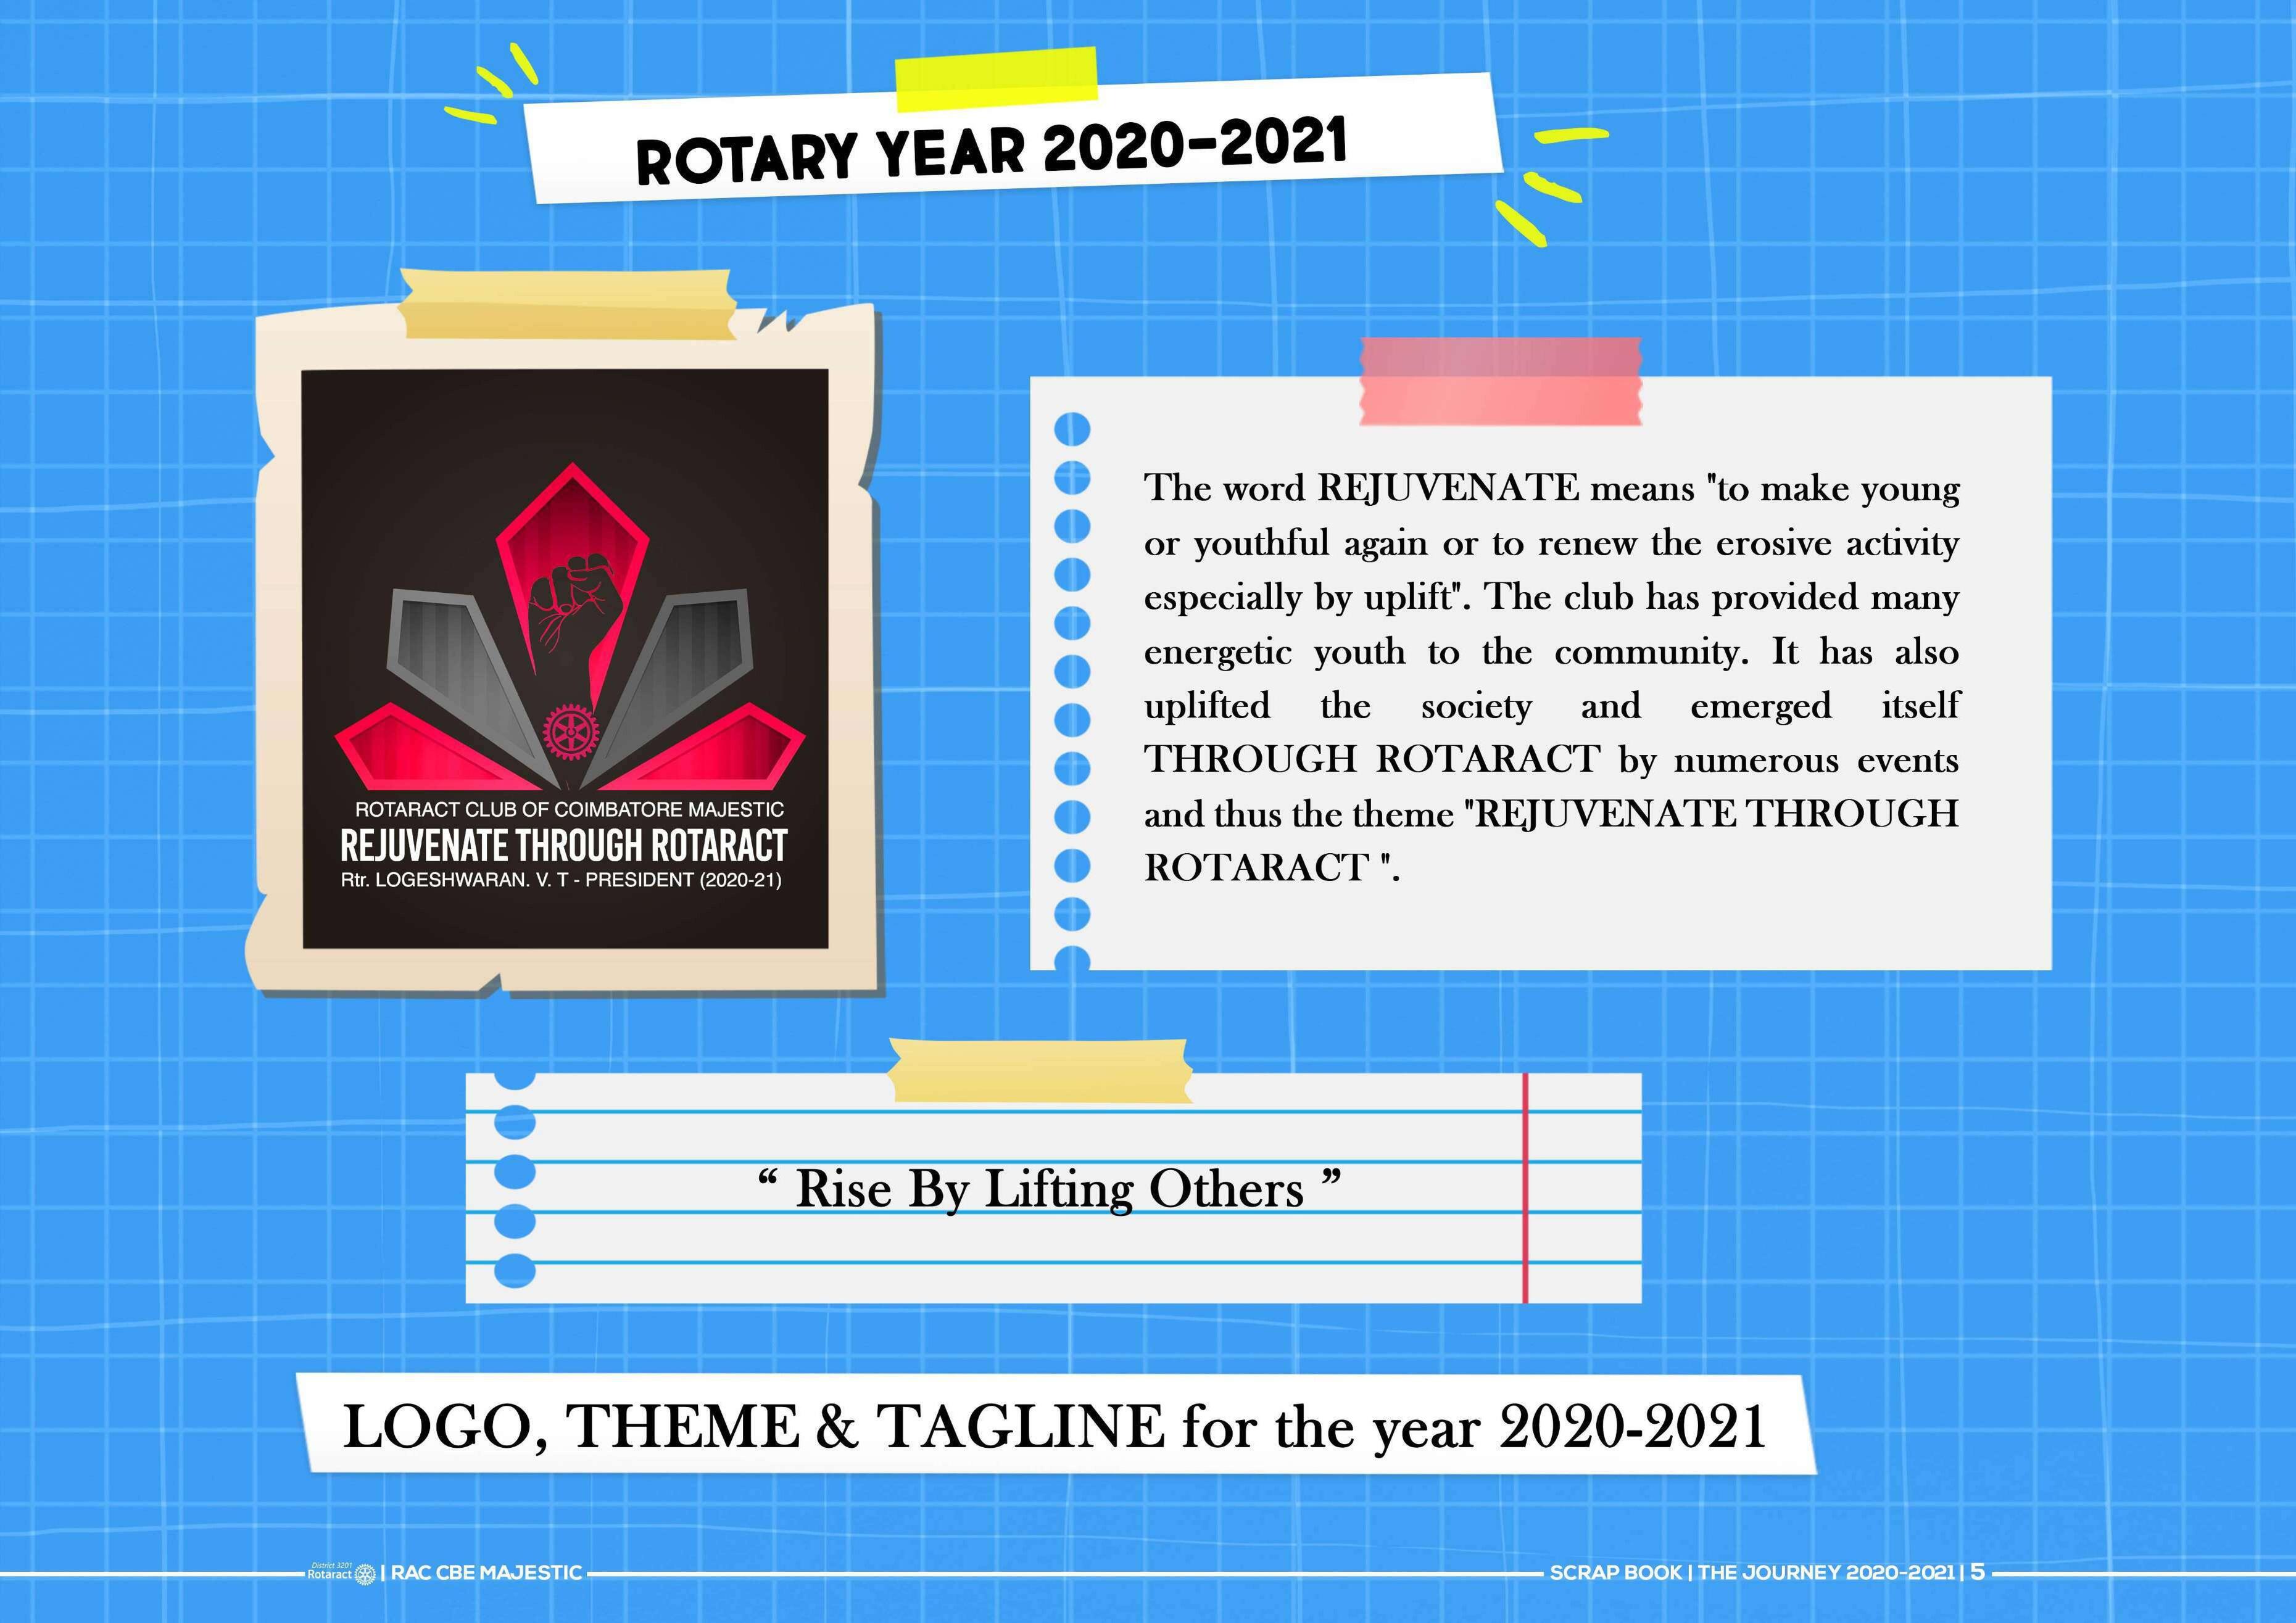 ROTARY YEAR 2020-2021
ROTARACT CLUB OF COIMBATORE MAJESTIC
REJUVENATE THROUGH ROTARACT
Rtr. LOGESHWARAN. V. T - PRESIDENT (2020-21)
The word REJUVENATE means "to make young
or youthful again or to renew the erosive activity
especially by uplift". The club has provided many
energetic youth to the community. It has also
uplifted the society and emerged itself
THROUGH ROTARACT by numerous events
and thus the theme "REJUVENATE THROUGH
ROTARACT ".
“ Rise By Lifting Others ”
LOGO, THEME & TAGLINE for the year 2020-2021
District 3201
Rotaract | RAC CBE MAJESTIC
SCRAP BOOK | THE JOURNEY 2020-2021 | 5